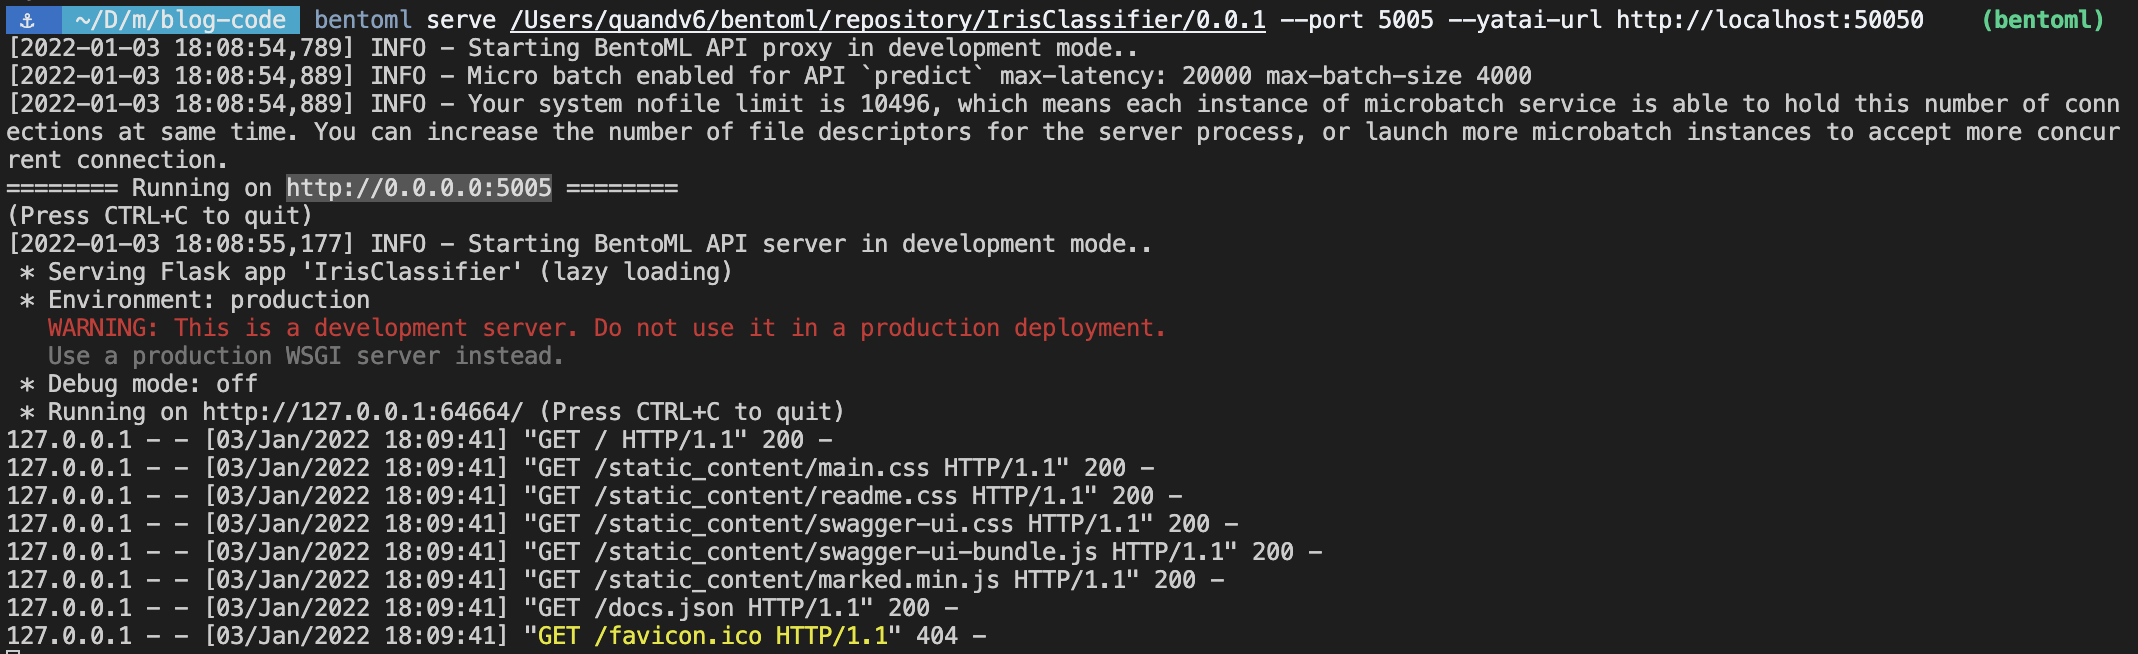 ~/D/m/blog-code bentoml serve /Users/quandv6/bentoml/repository/IrisClassifier/0.0.1 --port 5005 --yatai-url http://localhost:50050 (bentoml)
[2022-01-03 18:08:54,789] INFO - Starting BentoML API proxy in development mode..
[2022-01-03 18:08:54,889] INFO - Micro batch enabled for API `predict` max-latency: 20000 max-batch-size 4000
[2022-01-03 18:08:54,889] INFO - Your system nofile limit is 10496, which means each instance of microbatch service is able to hold this number of conn
ections at same time. You can increase the number of file descriptors for the server process, or launch more microbatch instances to accept more concur
rent connection.
======== Running on http://0.0.0.0:5005 ========
(Press CTRL+C to quit)
[2022-01-03 18:08:55,177] INFO - Starting BentoML API server in development mode..
* Serving Flask app 'IrisClassifier' (lazy loading)
* Environment: production
WARNING: This is a development server. Do not use it in a production deployment.
Use a production WSGI server instead.
* Debug mode: off
* Running on http://127.0.0.1:64664/ (Press CTRL+C to quit)
127.0.0.1 - - [03/Jan/2022 18:09:41] "GET / HTTP/1.1" 200 -
127.0.0.1 - - [03/Jan/2022 18:09:41] "GET /static_content/main.css HTTP/1.1" 200 -
127.0.0.1 - - [03/Jan/2022 18:09:41] "GET /static_content/readme.css HTTP/1.1" 200 -
127.0.0.1 - - [03/Jan/2022 18:09:41] "GET /static_content/swagger-ui.css HTTP/1.1" 200 -
127.0.0.1 - - [03/Jan/2022 18:09:41] "GET /static_content/swagger-ui-bundle.js HTTP/1.1" 200 -
127.0.0.1 - - [03/Jan/2022 18:09:41] "GET /static_content/marked.min.js HTTP/1.1" 200 -
127.0.0.1 - - [03/Jan/2022 18:09:41] "GET /docs.json HTTP/1.1" 200 -
127.0.0.1 - - [03/Jan/2022 18:09:41] "GET /favicon.ico HTTP/1.1" 404 -